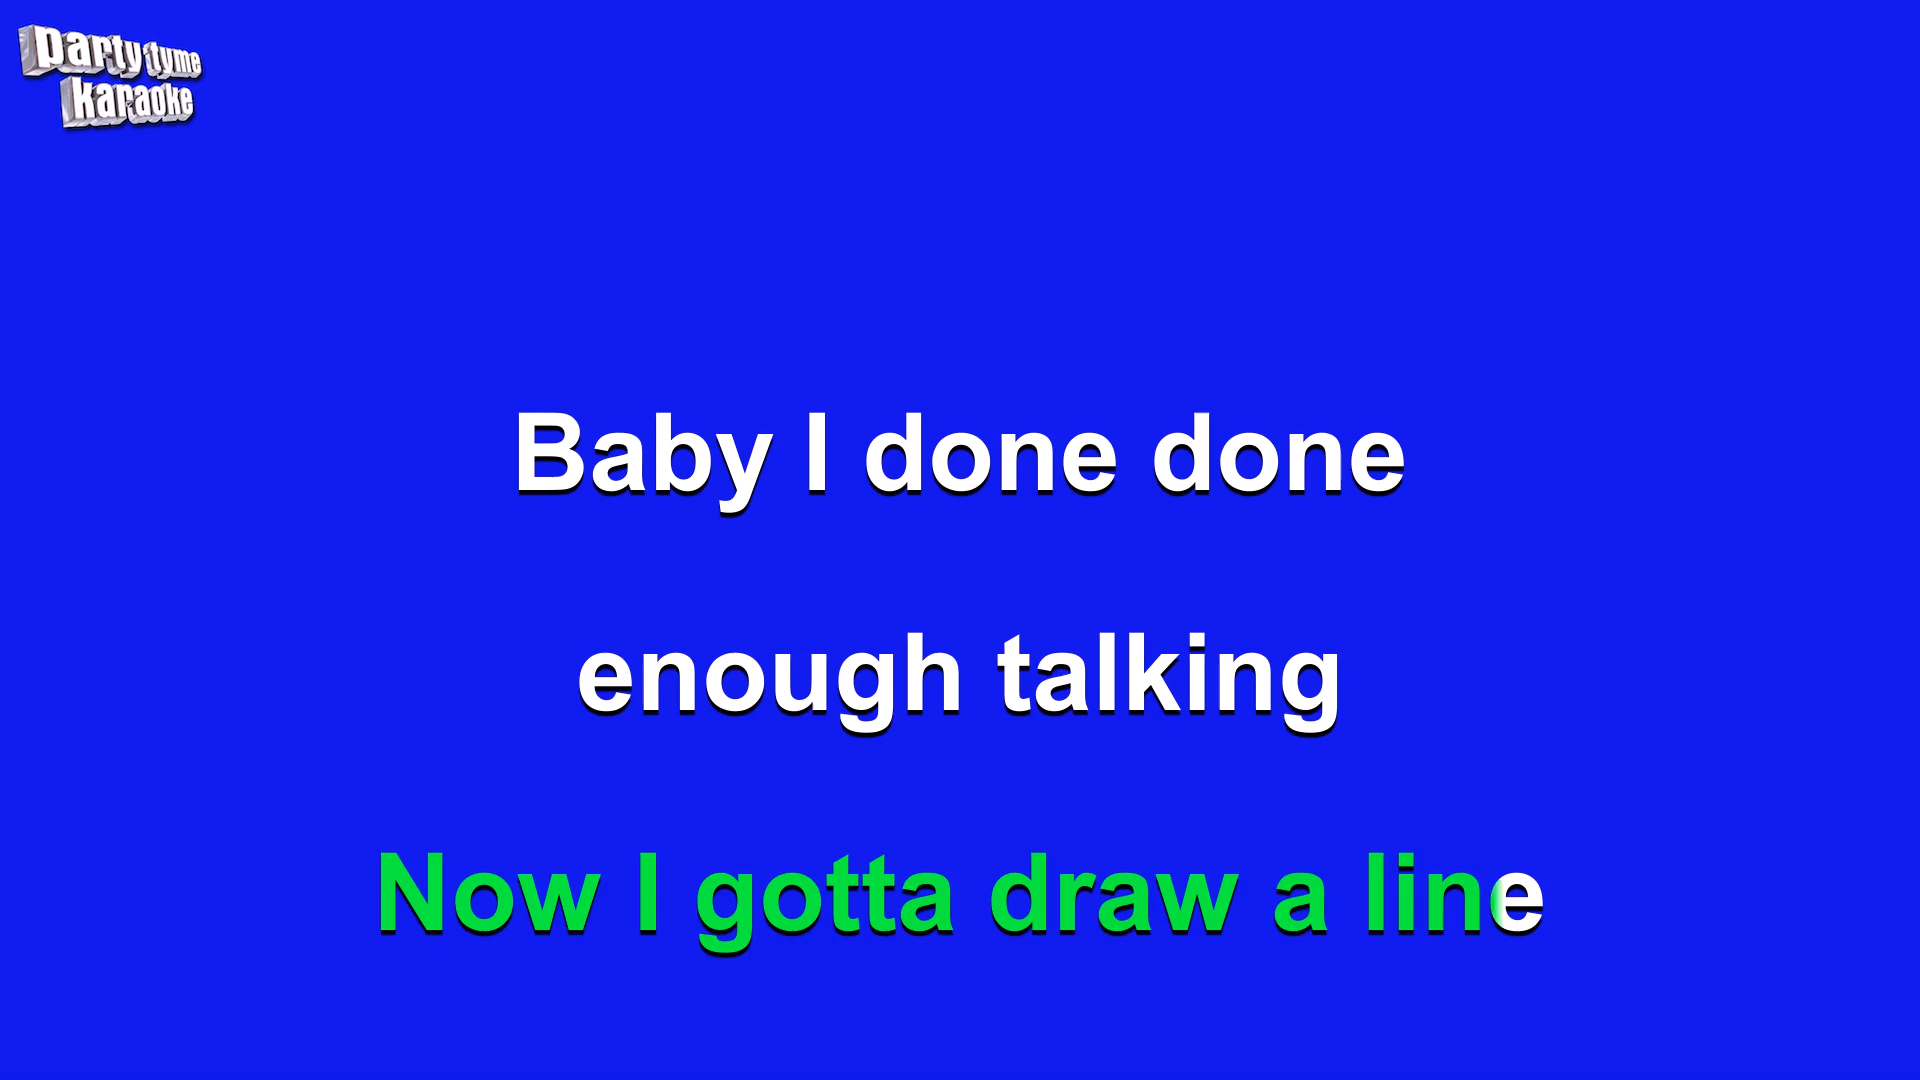 party tyme
karaoke
Baby I done done
enough talking
Now I gotta draw a line